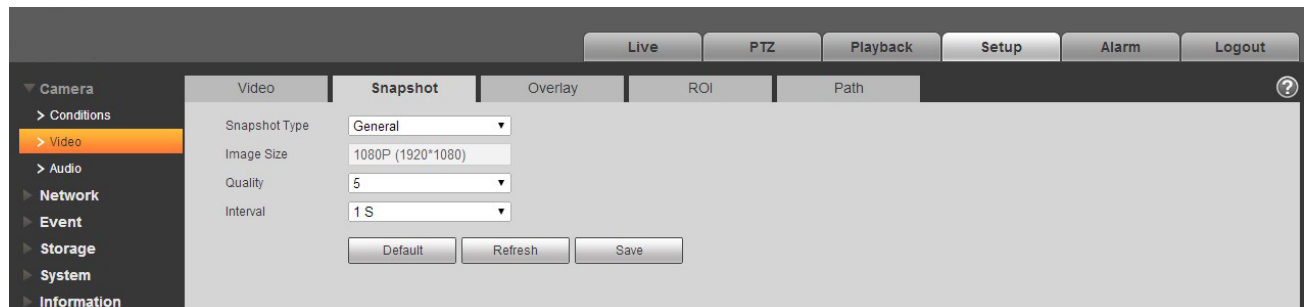 Live PTZ Playback Setup Alarm Logout
Camera
> Conditions
> Video
> Audio
Network
Event
Storage
System
Information
Video Snapshot Overlay ROI Path ?
Snapshot Type General
Image Size 1080P (1920*1080)
Quality 5
Interval 1 S
Default Refresh Save